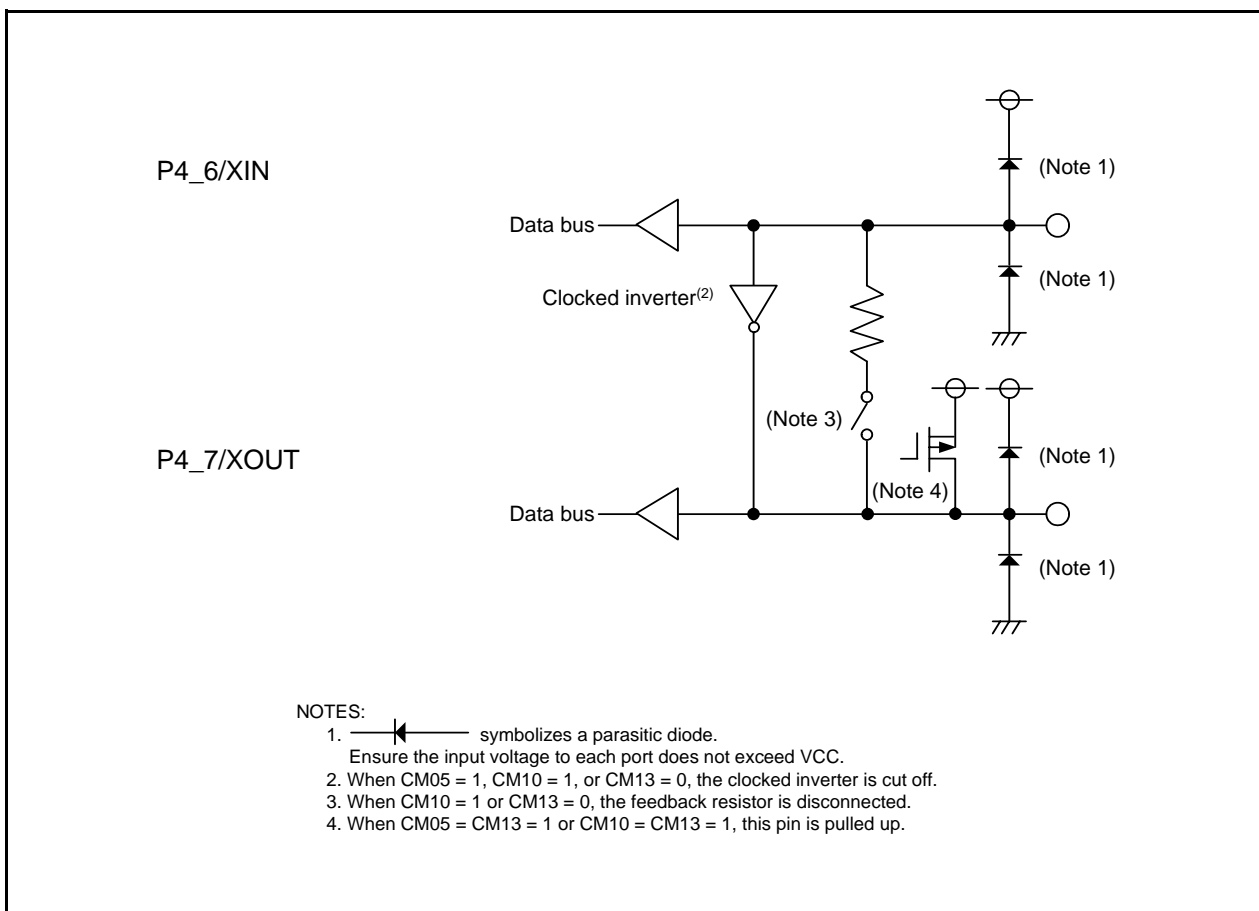 P4_6/XIN
(Note 1)
Data bus
(Note 1)
Clocked inverter(2)
(Note 3)
P4_7/XOUT
(Note 1)
(Note 4)
Data bus
(Note 1)
NOTES:
1. symbolizes a parasitic diode.
Ensure the input voltage to each port does not exceed VCC.
2. When CM05 = 1, CM10 = 1, or CM13 = 0, the clocked inverter is cut off.
3. When CM10 = 1 or CM13 = 0, the feedback resistor is disconnected.
4. When CM05 = CM13 = 1 or CM10 = CM13 = 1, this pin is pulled up.